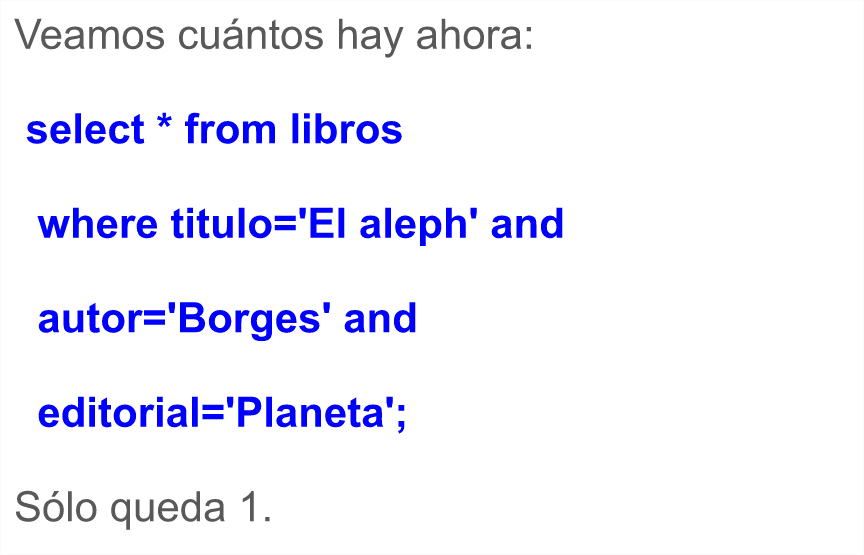 Veamos cuántos hay ahora:
select * from libros
where titulo='El aleph' and
autor='Borges' and
editorial='Planeta';
Sólo queda 1.